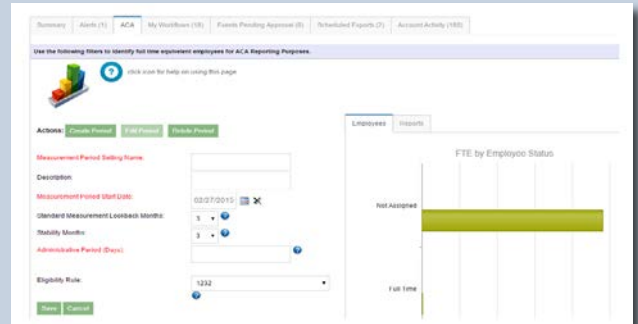 Summary Alerts (1) ACA My Workflows (18) Events Pending Approval (0) Scheduled Exports (2) Account Activity (165)
Use the following filters to identify full time equivalent employees for ACA Reporting Purposes.
click icon for help on using this page
Actions: Create Period Edit Period Delete Period
Employees Reports
Measurement Period Setting Name:
Description:
Measurement Period Start Date: 02/27/2015
Standard Measurement Lookback Months: 3
Stability Months: 3
Administrative Period (Days):
Eligibility Rule: 1232
Save Cancel
FTE by Employee Status
Not Assigned
Full Time